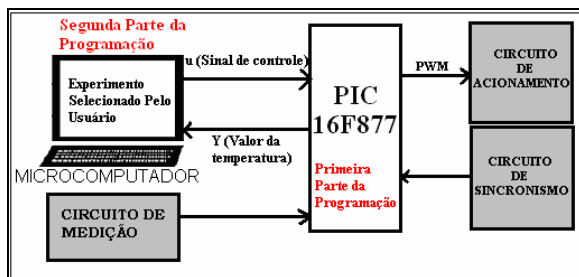 Segunda Parte da
Programação
u (Sinal de controle)
Experimento
Selecionado Pelo
Usuário
Y (Valor da
temperatura)
MICROCOMPUTADOR
CIRCUITO DE
MEDIÇÃO
PIC
16F877
Primeira
Parte da
Programação
PWM
CIRCUITO
DE
ACIONAMENTO
CIRCUITO
DE
SINCRONISMO